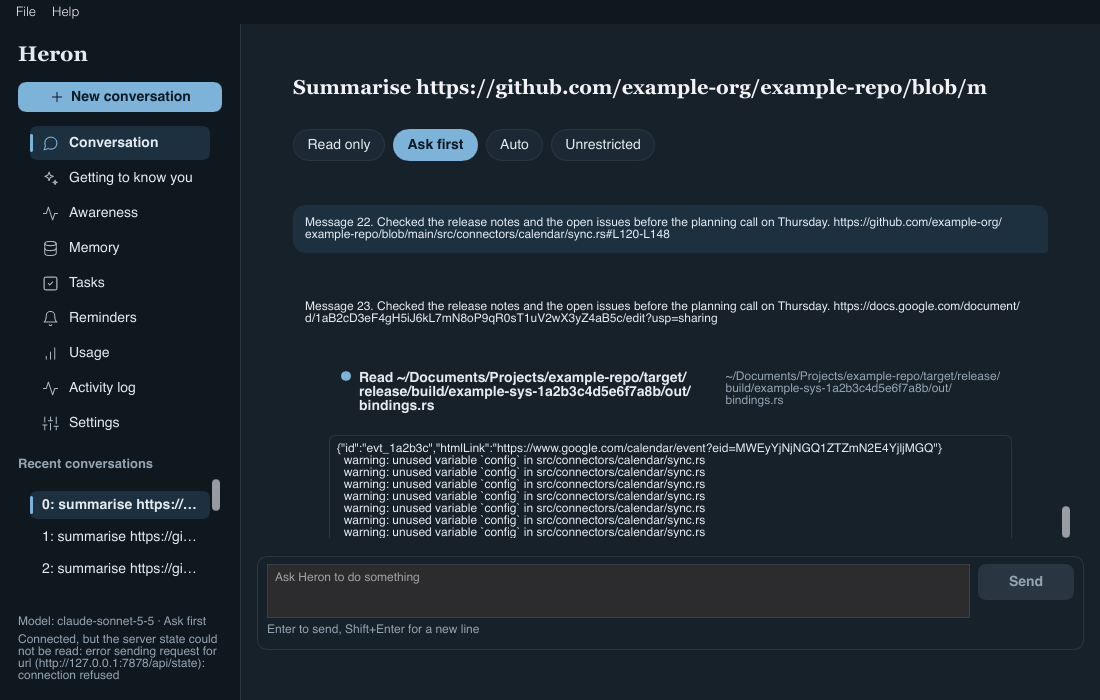 File Help
Heron
+ New conversation
Conversation
Getting to know you
Awareness
Memory
Tasks
Reminders
Usage
Activity log
Settings
Recent conversations
0: summarise https://...
1: summarise https://gi...
2: summarise https://gi...
Model: claude-sonnet-5-5 · Ask first
Connected, but the server state could
not be read: error sending request for
url (http://127.0.0.1:7878/api/state):
connection refused
Summarise https://github.com/example-org/example-repo/blob/m
Read only Ask first Auto Unrestricted
Message 22. Checked the release notes and the open issues before the planning call on Thursday. https://github.com/example-org/
example-repo/blob/main/src/connectors/calendar/sync.rs#L120-L148
Message 23. Checked the release notes and the open issues before the planning call on Thursday. https://docs.google.com/document/
d/1aB2cD3eF4gH5iJ6kL7mN8oP9qR0sT1uV2wX3yZ4aB5c/edit?usp=sharing
Read ~/Documents/Projects/example-repo/target/
release/build/example-sys-1a2b3c4d5e6f7a8b/out/
bindings.rs
~/Documents/Projects/example-repo/target/release/
build/example-sys-1a2b3c4d5e6f7a8b/out/
bindings.rs
{"id":"evt_1a2b3c","htmlLink":"https://www.google.com/calendar/event?eid=MWEyYjNjNGQ1ZTZmN2E4YjljMGQ"}
warning: unused variable `config` in src/connectors/calendar/sync.rs
warning: unused variable `config` in src/connectors/calendar/sync.rs
warning: unused variable `config` in src/connectors/calendar/sync.rs
warning: unused variable `config` in src/connectors/calendar/sync.rs
warning: unused variable `config` in src/connectors/calendar/sync.rs
warning: unused variable `config` in src/connectors/calendar/sync.rs
warning: unused variable `config` in src/connectors/calendar/sync.rs
Ask Heron to do something
Send
Enter to send, Shift+Enter for a new line